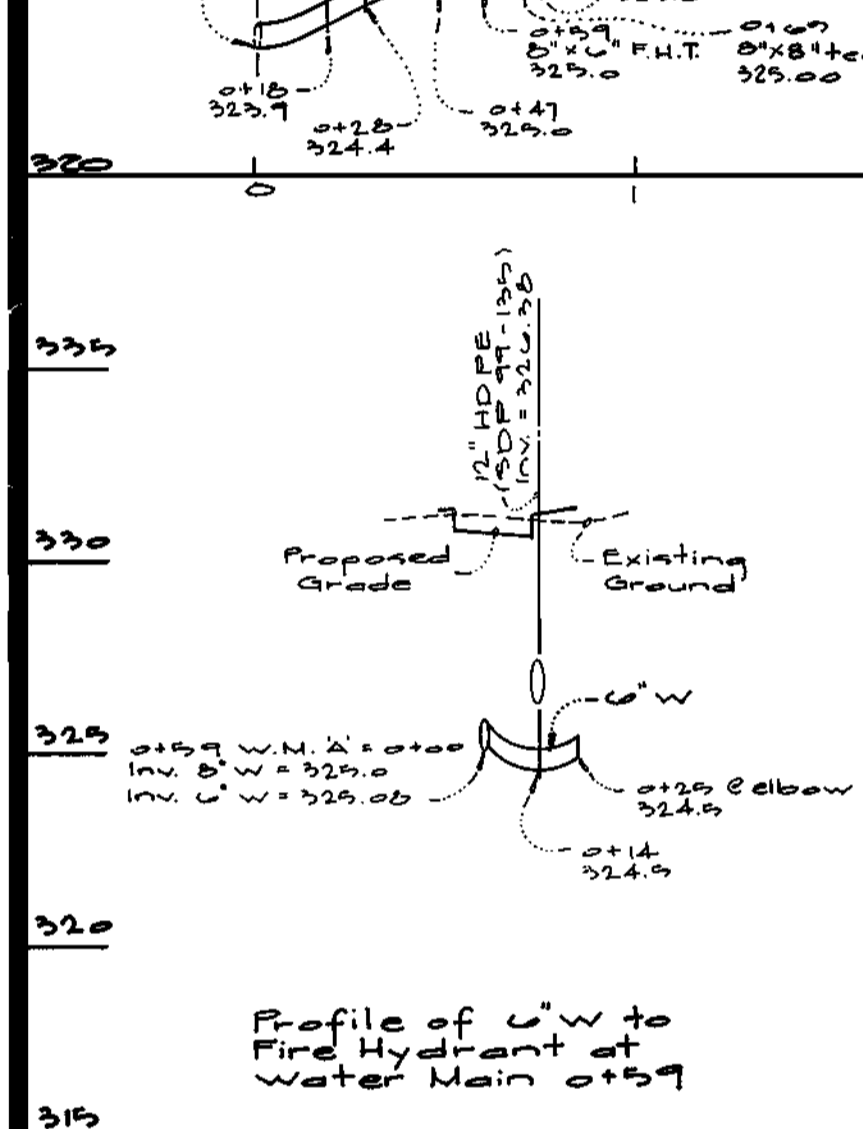 0+59
8"x6" F.H.T.
325.0
0+65
8"x8" te
325.00
0+18
323.9
0+28
324.4
0+47
325.0
320
0
1
335
12" HDPE
(SDP 99-135)
Inv. = 326.38
330
Proposed
Grade
Existing
Ground
6" W
325
0+59 W.M. 'A' = 0+00
Inv. 8" W = 325.0
Inv. 6" W = 325.08
0+25 @ elbow
324.5
0+14
324.5
320
Profile of 6" W to
Fire Hydrant at
Water Main 0+59
315